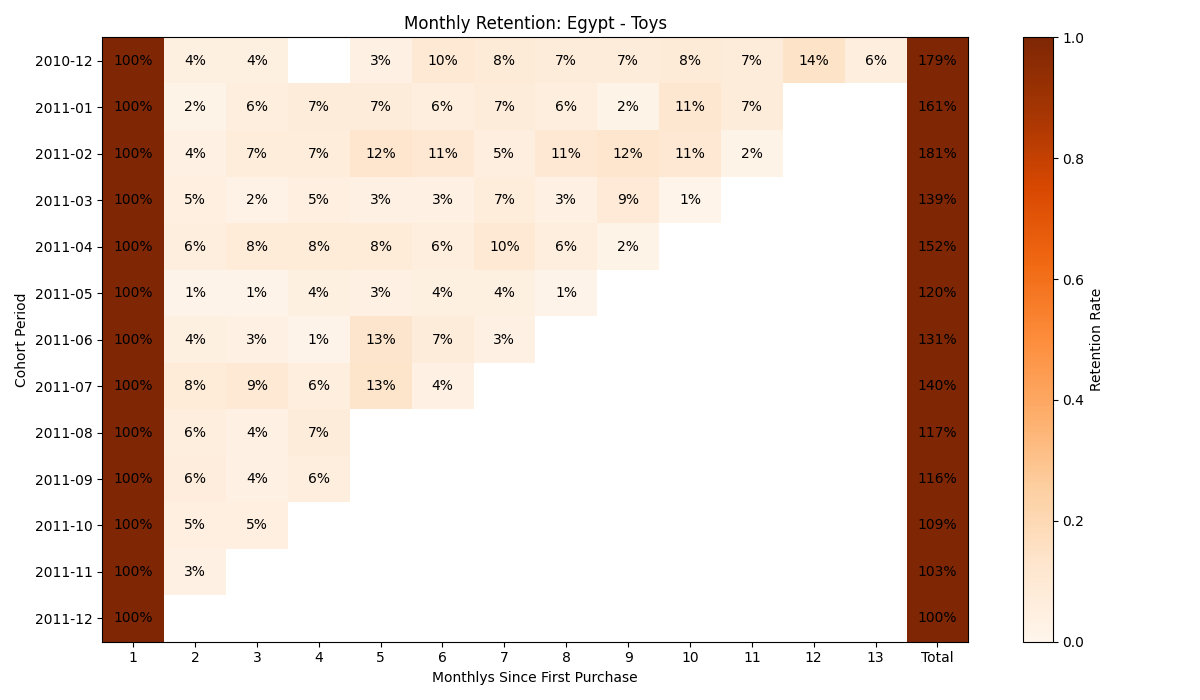 Monthly Retention: Egypt - Toys
2010-12 100% 4% 4% 3% 10% 8% 7% 7% 8% 7% 14% 6% 179%
2011-01 100% 2% 6% 7% 7% 6% 7% 6% 2% 11% 7% 161%
2011-02 100% 4% 7% 7% 12% 11% 5% 11% 12% 11% 2% 181%
2011-03 100% 5% 2% 5% 3% 3% 7% 3% 9% 1% 139%
2011-04 100% 6% 8% 8% 8% 6% 10% 6% 2% 152%
2011-05 100% 1% 1% 4% 3% 4% 4% 1% 120%
2011-06 100% 4% 3% 1% 13% 7% 3% 131%
2011-07 100% 8% 9% 6% 13% 4% 140%
2011-08 100% 6% 4% 7% 117%
2011-09 100% 6% 4% 6% 116%
2011-10 100% 5% 5% 109%
2011-11 100% 3% 103%
2011-12 100% 100%
1 2 3 4 5 6 7 8 9 10 11 12 13 Total
Monthlys Since First Purchase
Cohort Period
1.0
0.8
0.6
0.4
0.2
0.0
Retention Rate